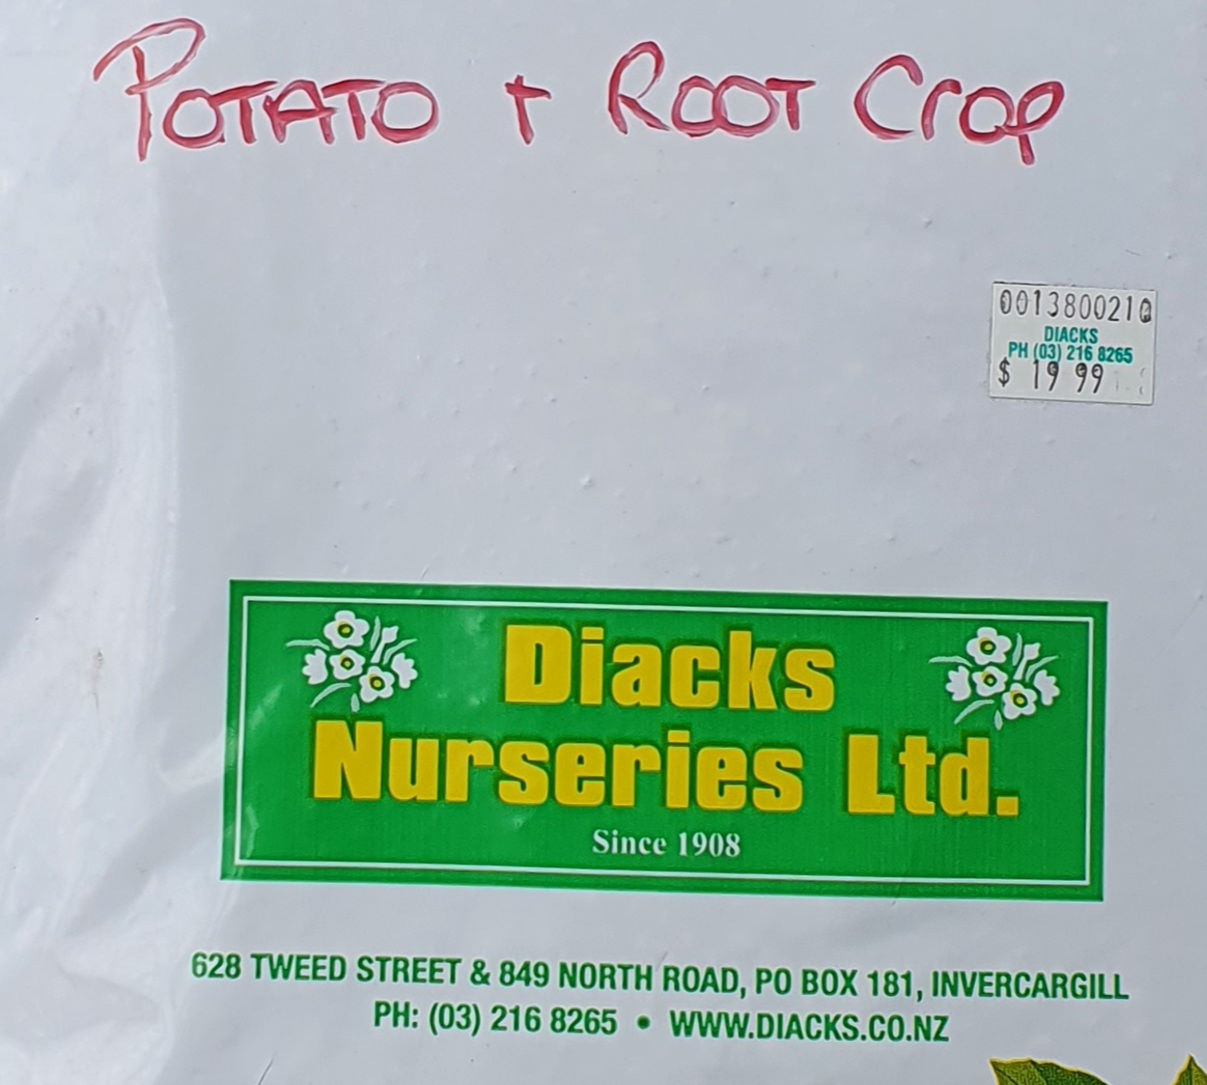 POTATO + ROOT CROP
0013800210
DIACKS
PH (03) 216 8265
$ 19 99
Diacks
Nurseries Ltd.
Since 1908
628 TWEED STREET & 849 NORTH ROAD, PO BOX 181, INVERCARGILL
PH: (03) 216 8265 • WWW.DIACKS.CO.NZ